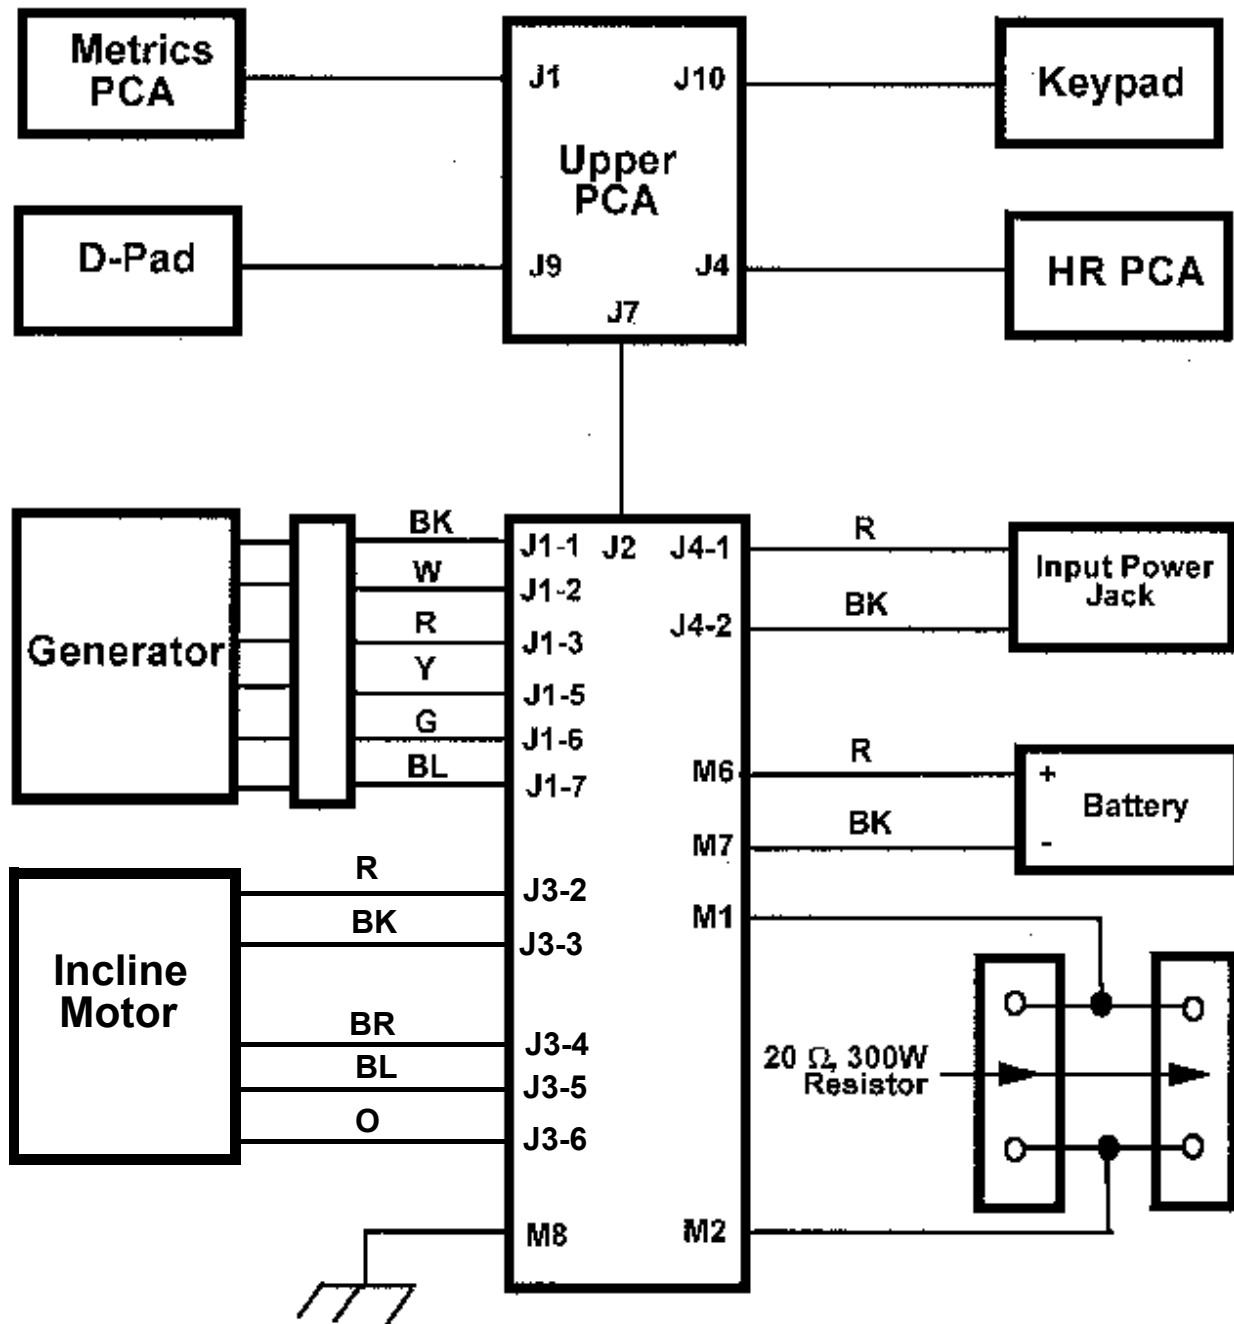 Metrics
PCA
J1
J10
Keypad
Upper
PCA
D-Pad
J9
J4
HR PCA
J7
Generator
BK
W
R
Y
G
BL
J1-1
J1-2
J1-3
J1-5
J1-6
J1-7
J2
J4-1
J4-2
R
BK
Input Power
Jack
M6
M7
R
BK
+
Battery
-
Incline
Motor
R
BK
BR
BL
O
J3-2
J3-3
J3-4
J3-5
J3-6
M1
20 Ω, 300W
Resistor
M8
M2